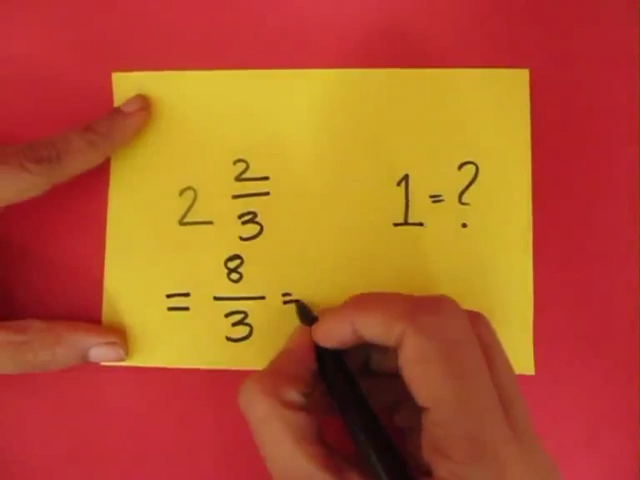 2 2/3
1 = ?
= 8/3 =